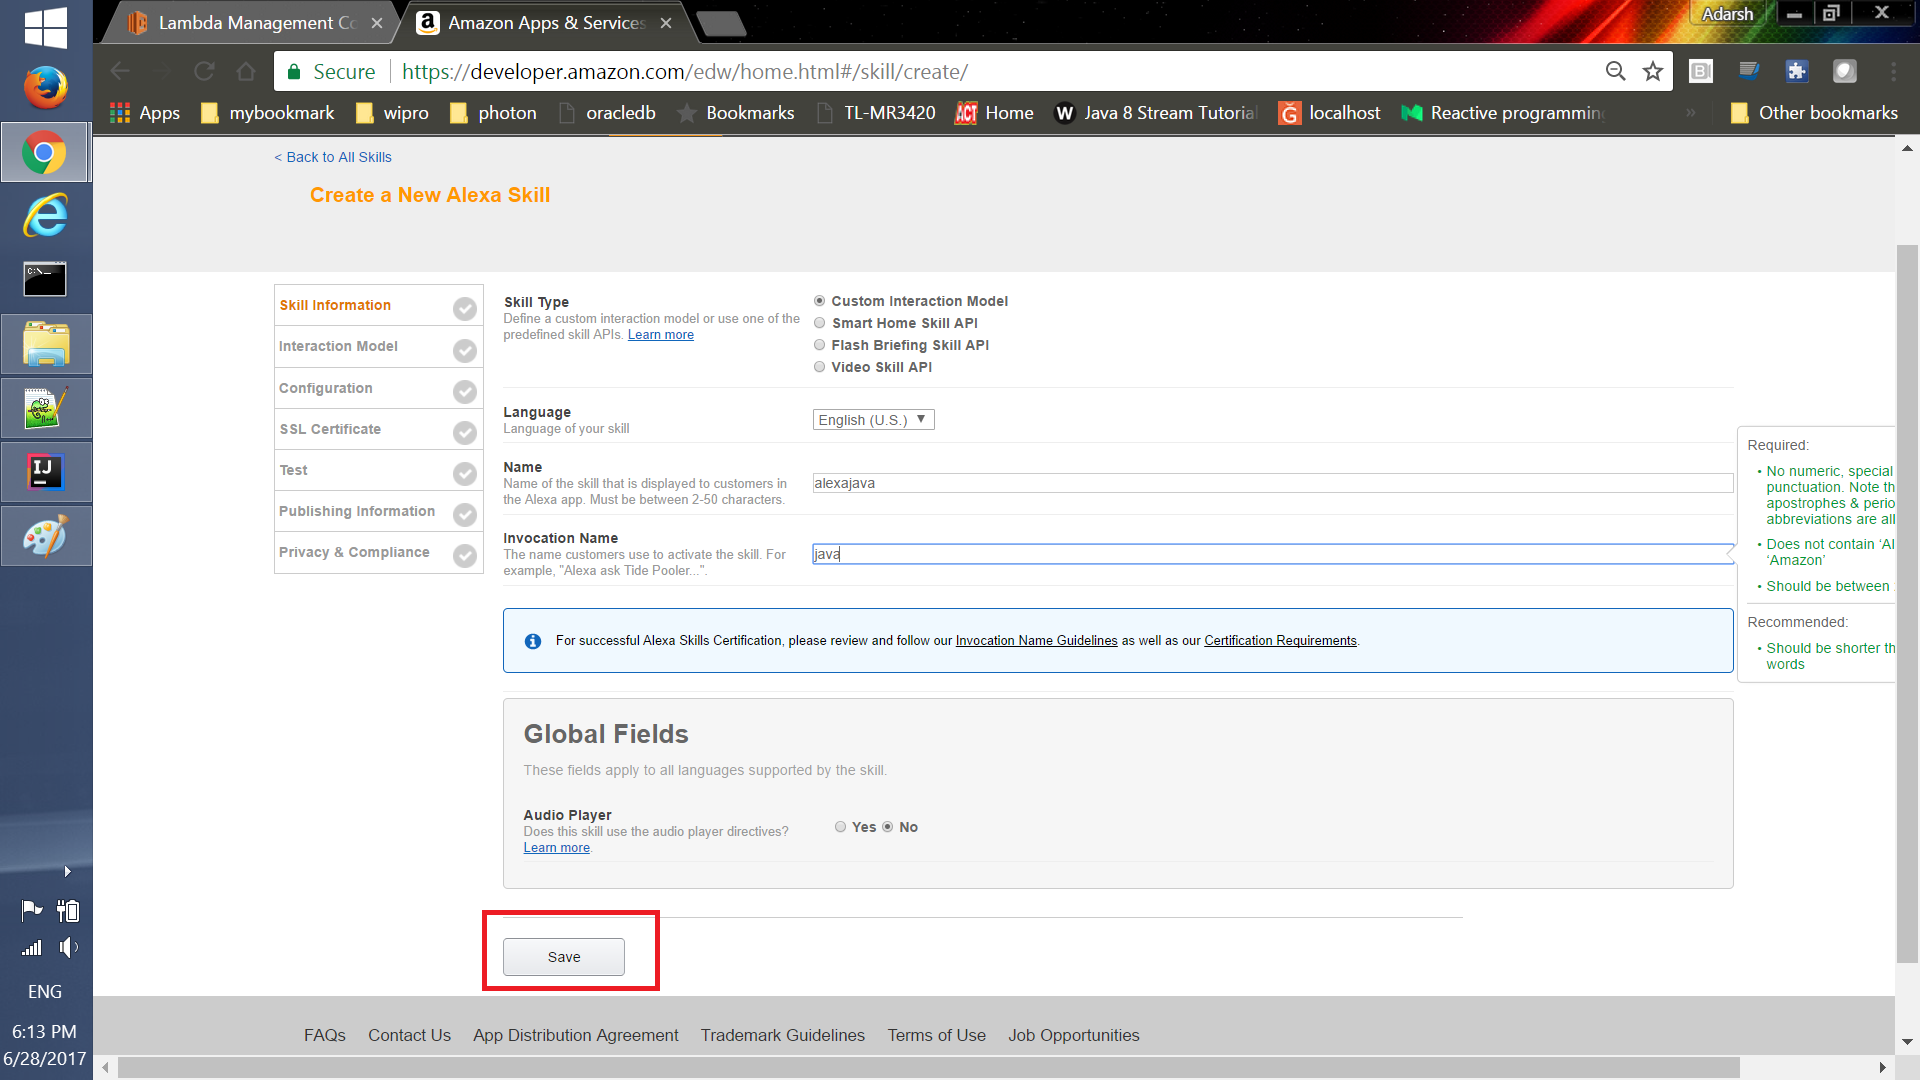 Lambda Management Co
Amazon Apps & Services
Adarsh
Secure
https://developer.amazon.com/edw/home.html#/skill/create/
Apps
mybookmark
wipro
photon
oracledb
Bookmarks
TL-MR3420
ACT
Home
W
Java 8 Stream Tutorial
localhost
Reactive programming
»
Other bookmarks
< Back to All Skills
Create a New Alexa Skill
Skill Information
Interaction Model
Configuration
SSL Certificate
Test
Publishing Information
Privacy & Compliance
Skill Type
Define a custom interaction model or use one of the
predefined skill APIs. Learn more
Custom Interaction Model
Smart Home Skill API
Flash Briefing Skill API
Video Skill API
Language
Language of your skill
English (U.S.)
Name
Name of the skill that is displayed to customers in
the Alexa app. Must be between 2-50 characters.
alexajava
Invocation Name
The name customers use to activate the skill. For
example, "Alexa ask Tide Pooler...".
java
Required:
• No numeric, special
punctuation. Note th
apostrophes & perio
abbreviations are all
• Does not contain ‘Al
‘Amazon’
• Should be between
Recommended:
• Should be shorter th
words
For successful Alexa Skills Certification, please review and follow our Invocation Name Guidelines as well as our Certification Requirements.
Global Fields
These fields apply to all languages supported by the skill.
Audio Player
Does this skill use the audio player directives?
Learn more.
Yes
No
Save
FAQs
Contact Us
App Distribution Agreement
Trademark Guidelines
Terms of Use
Job Opportunities
C:\_
IJ
ENG
6:13 PM
6/28/2017